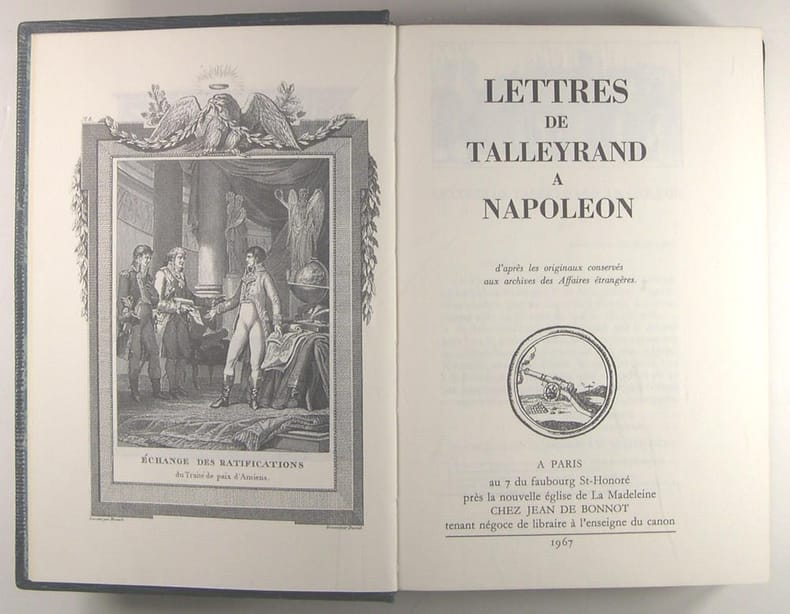 ÉCHANGE DES RATIFICATIONS
du Traité de paix d'Amiens.
LETTRES
DE
TALLEYRAND
A
NAPOLEON
d'après les originaux conservés
aux archives des Affaires étrangères.
A PARIS
au 7 du faubourg St-Honoré
près la nouvelle église de La Madeleine
CHEZ JEAN DE BONNOT
tenant négoce de libraire à l'enseigne du canon
1967